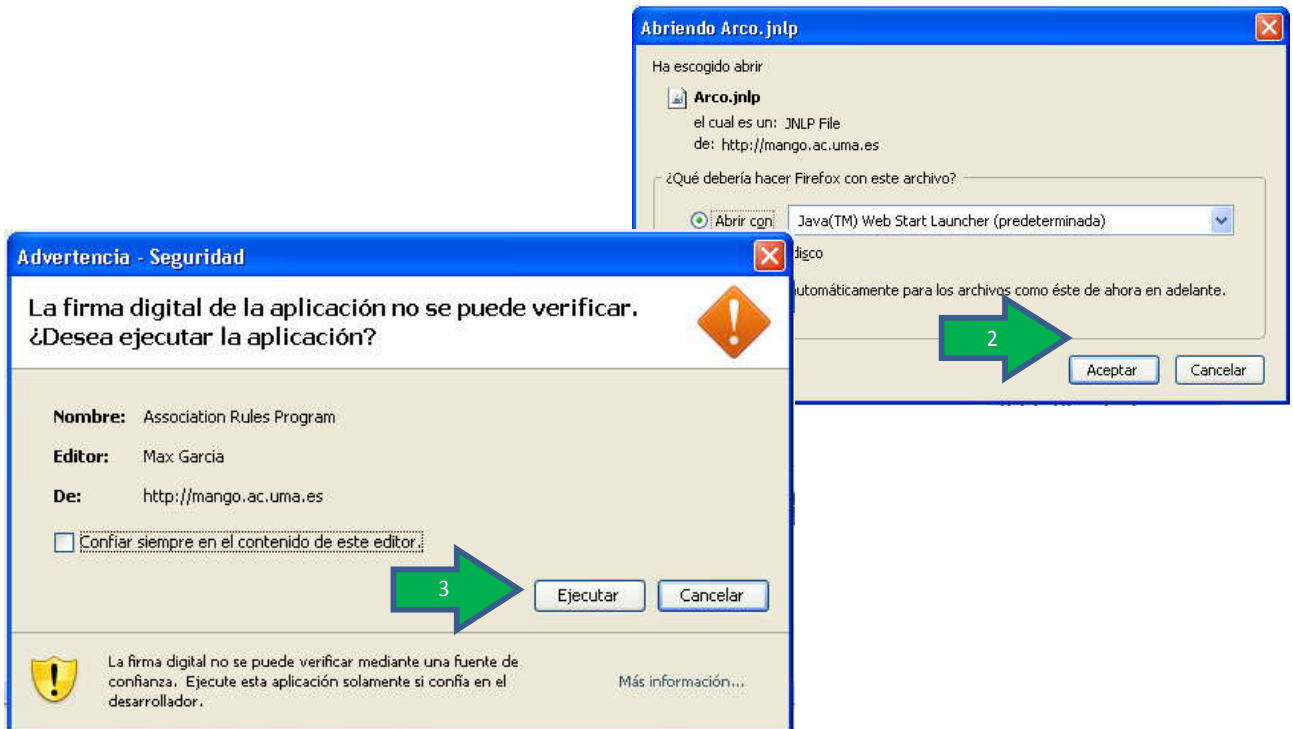 Abriendo Arco.jnlp
Ha escogido abrir
Arco.jnlp
el cual es un: JNLP File
de: http://mango.ac.uma.es
¿Qué debería hacer Firefox con este archivo?
Abrir con Java(TM) Web Start Launcher (predeterminada)
disco
automáticamente para los archivos como éste de ahora en adelante.
2
Aceptar Cancelar
Advertencia - Seguridad
La firma digital de la aplicación no se puede verificar.
¿Desea ejecutar la aplicación?
Nombre: Association Rules Program
Editor: Max Garcia
De: http://mango.ac.uma.es
Confiar siempre en el contenido de este editor.
3
Ejecutar Cancelar
La firma digital no se puede verificar mediante una fuente de
confianza. Ejecute esta aplicación solamente si confía en el
desarrollador.
Más información...